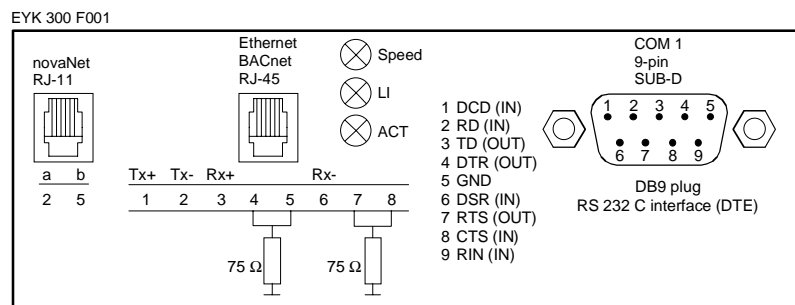 EYK 300 F001
novaNet
RJ-11
a b
2 5
Ethernet
BACnet
RJ-45
Speed
LI
ACT
Tx+ Tx- Rx+ Rx-
1 2 3 4 5 6 7 8
75 Ω 75 Ω
1 DCD (IN)
2 RD (IN)
3 TD (OUT)
4 DTR (OUT)
5 GND
6 DSR (IN)
7 RTS (OUT)
8 CTS (IN)
9 RIN (IN)
COM 1
9-pin
SUB-D
1 2 3 4 5
6 7 8 9
DB9 plug
RS 232 C interface (DTE)